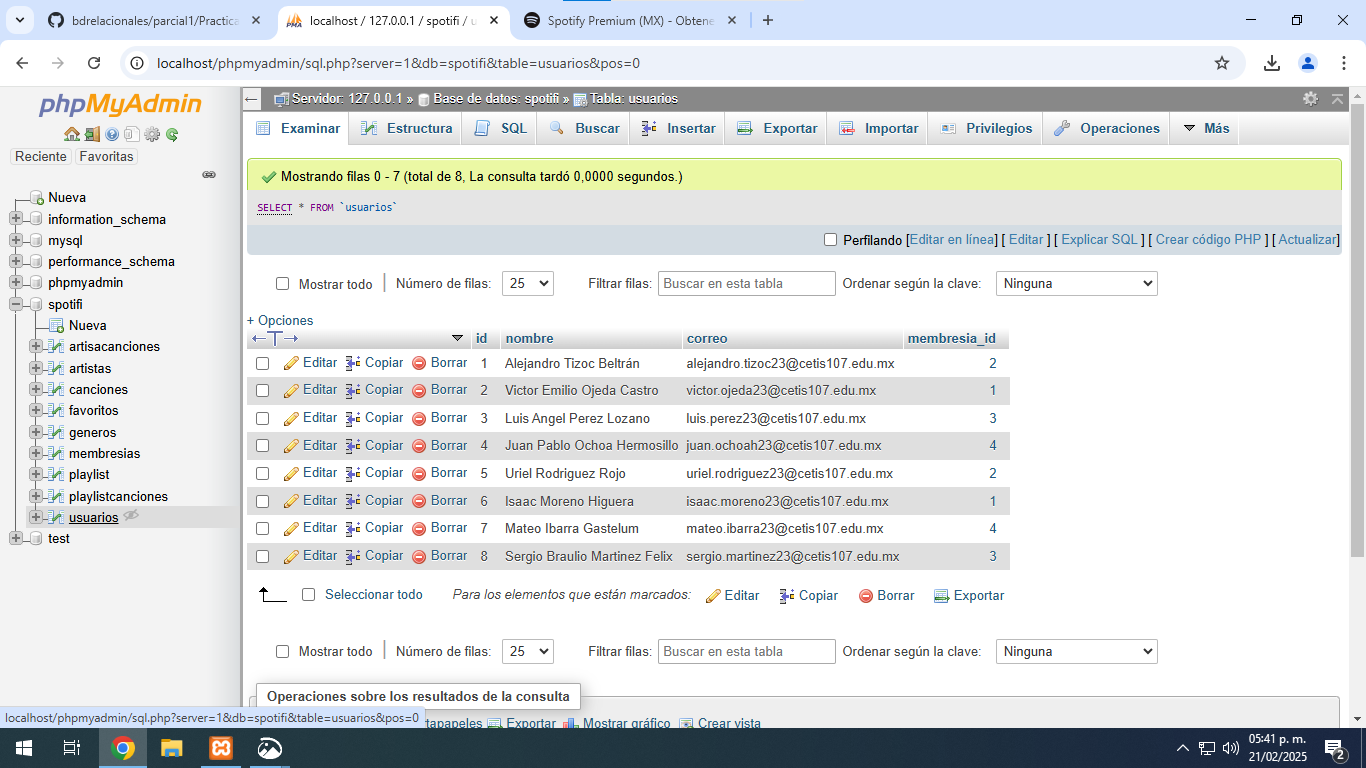 bdrelacionales/parcial1/Practica
localhost / 127.0.0.1 / spotifi / u
Spotify Premium (MX) - Obtene
localhost/phpmyadmin/sql.php?server=1&db=spotifi&table=usuarios&pos=0
phpMyAdmin
Reciente Favoritas
Nueva
information_schema
mysql
performance_schema
phpmyadmin
spotifi
Nueva
artisacanciones
artistas
canciones
favoritos
generos
membresias
playlist
playlistcanciones
usuarios
test
Servidor: 127.0.0.1 » Base de datos: spotifi » Tabla: usuarios
Examinar Estructura SQL Buscar Insertar Exportar Importar Privilegios Operaciones Más
Mostrando filas 0 - 7 (total de 8, La consulta tardó 0,0000 segundos.)
SELECT * FROM `usuarios`
Perfilando [Editar en línea] [ Editar ] [ Explicar SQL ] [ Crear código PHP ] [ Actualizar]
Mostrar todo Número de filas: 25 Filtrar filas: Buscar en esta tabla Ordenar según la clave: Ninguna
+ Opciones
id nombre correo membresia_id
Editar Copiar Borrar 1 Alejandro Tizoc Beltrán alejandro.tizoc23@cetis107.edu.mx 2
Editar Copiar Borrar 2 Victor Emilio Ojeda Castro victor.ojeda23@cetis107.edu.mx 1
Editar Copiar Borrar 3 Luis Angel Perez Lozano luis.perez23@cetis107.edu.mx 3
Editar Copiar Borrar 4 Juan Pablo Ochoa Hermosillo juan.ochoah23@cetis107.edu.mx 4
Editar Copiar Borrar 5 Uriel Rodriguez Rojo uriel.rodriguez23@cetis107.edu.mx 2
Editar Copiar Borrar 6 Isaac Moreno Higuera isaac.moreno23@cetis107.edu.mx 1
Editar Copiar Borrar 7 Mateo Ibarra Gastelum mateo.ibarra23@cetis107.edu.mx 4
Editar Copiar Borrar 8 Sergio Braulio Martinez Felix sergio.martinez23@cetis107.edu.mx 3
Seleccionar todo Para los elementos que están marcados: Editar Copiar Borrar Exportar
Mostrar todo Número de filas: 25 Filtrar filas: Buscar en esta tabla Ordenar según la clave: Ninguna
Operaciones sobre los resultados de la consulta
localhost/phpmyadmin/sql.php?server=1&db=spotifi&table=usuarios&pos=0
tapapeles Exportar Mostrar gráfico Crear vista
05:41 p. m.
21/02/2025
2